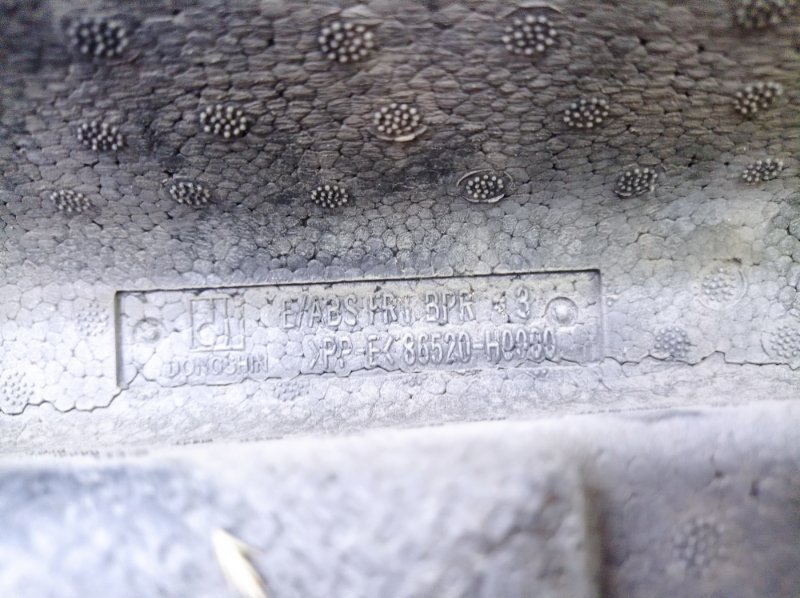 E/ABS FRT BPR
DONGSHIN >PP-E< 86520-H0